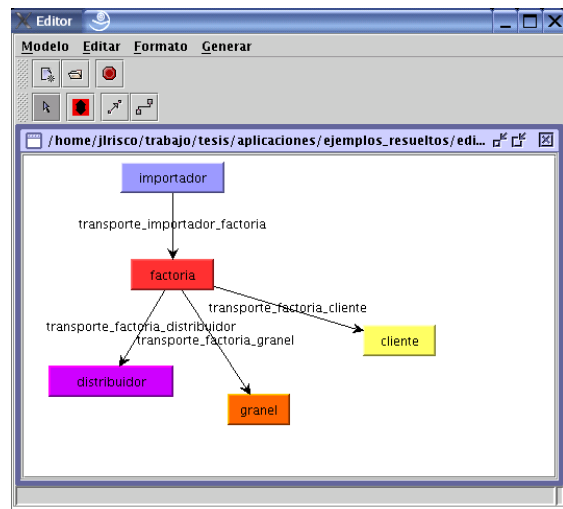 Editor
Modelo Editar Formato Generar
/home/jlrisco/trabajo/tesis/aplicaciones/ejemplos_resueltos/edi...
importador
transporte_importador_factoria
factoria
transporte_factoria_cliente
transporte_factoria_distribuidor
transporte_factoria_granel
cliente
distribuidor
granel